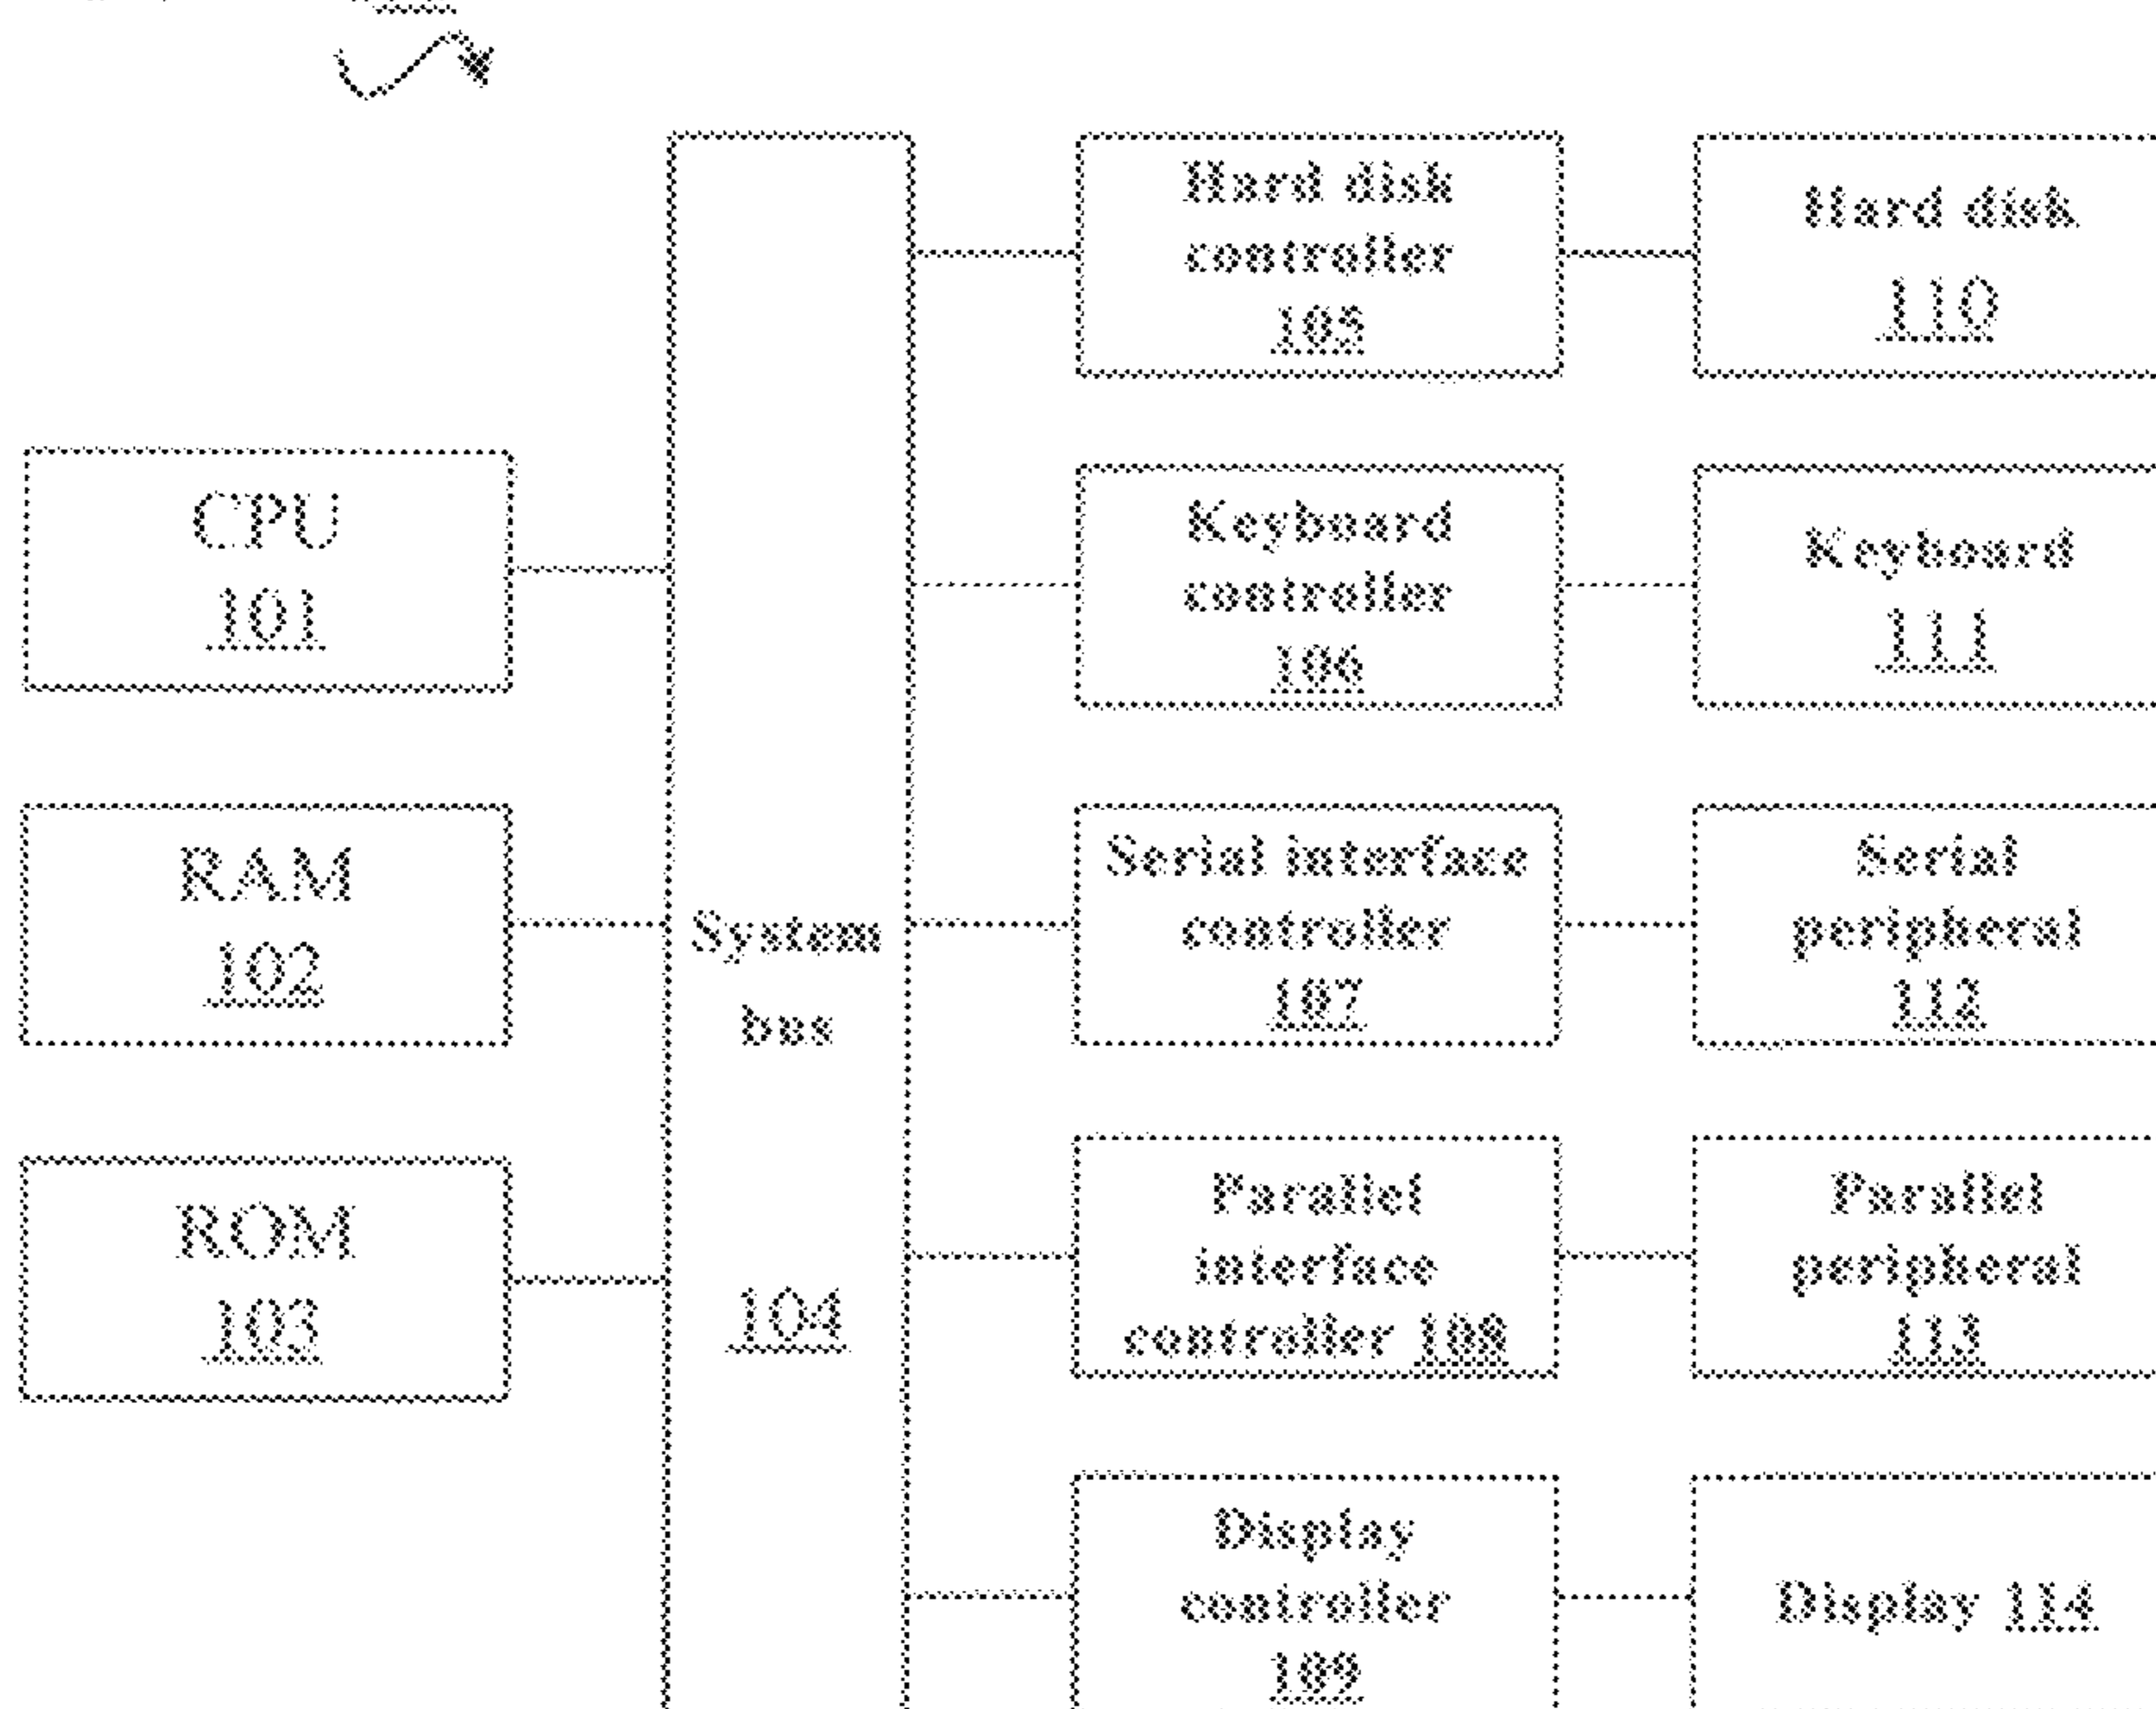 Hard disk
controller
105
Hard disk
110
CPU
101
Keyboard
controller
106
Keyboard
111
RAM
102
System
bus
104
Serial interface
controller
107
Serial
peripheral
112
ROM
103
Parallel
interface
controller 108
Parallel
peripheral
113
Display
controller
109
Display 114